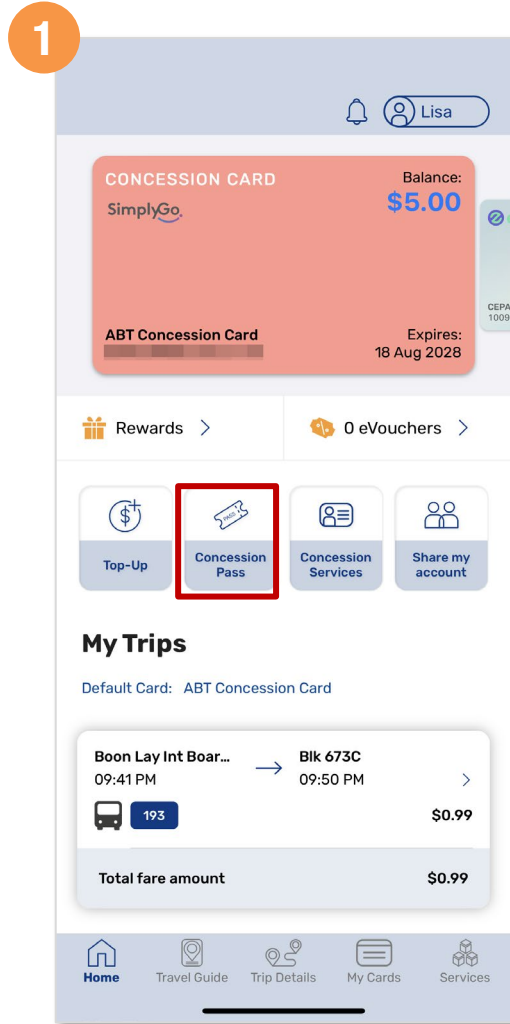 1
Lisa
CONCESSION CARD
Balance:
SimplyGo
$5.00
ABT Concession Card
Expires:
18 Aug 2028
CEPA
1009
Rewards >
0 eVouchers >
PASS
Top-Up
Concession
Pass
Concession
Services
Share my
account
My Trips
Default Card: ABT Concession Card
Boon Lay Int Boar...
Blk 673C
09:41 PM
09:50 PM
193
$0.99
Total fare amount
$0.99
Home
Travel Guide
Trip Details
My Cards
Services